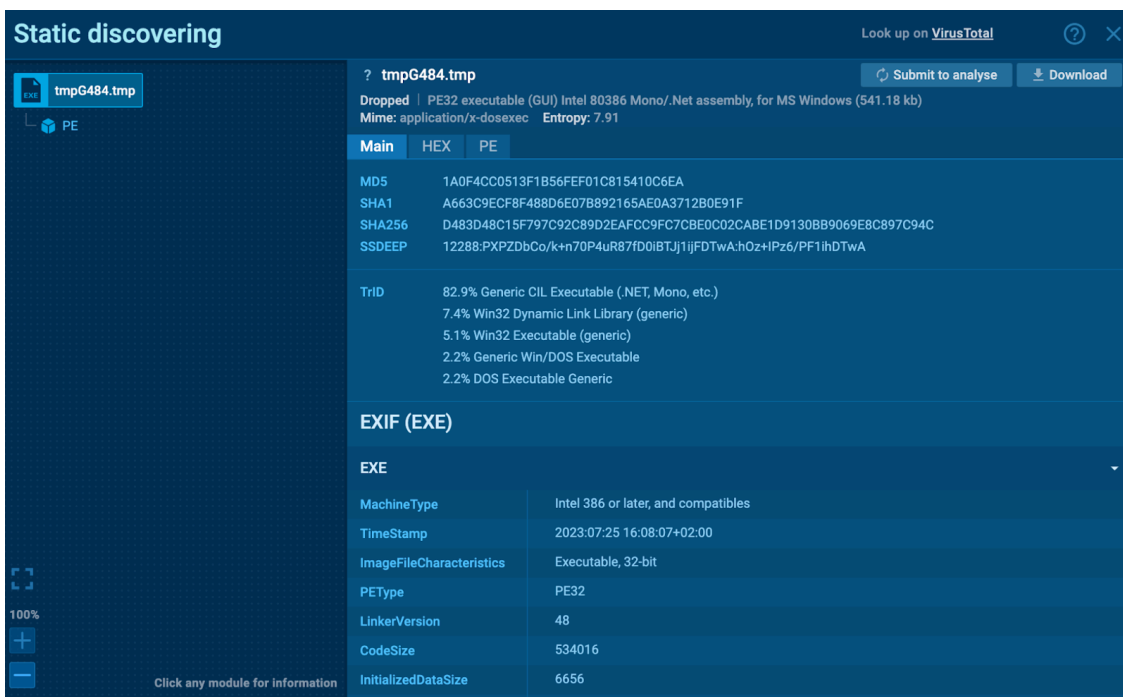 Static discovering
Look up on VirusTotal
?
EXE
tmpG484.tmp
PE
100%
Click any module for information
? tmpG484.tmp
Submit to analyse
Download
Dropped | PE32 executable (GUI) Intel 80386 Mono/.Net assembly, for MS Windows (541.18 kb)
Mime: application/x-dosexec Entropy: 7.91
Main HEX PE
MD5 1A0F4CC0513F1B56FEF01C815410C6EA
SHA1 A663C9ECF8F488D6E07B892165AE0A3712B0E91F
SHA256 D483D48C15F797C92C89D2EAFCC9FC7CBE0C02CABE1D9130BB9069E8C897C94C
SSDEEP 12288:PXPZDbCo/k+n70P4uR87fD0iBTJj1ijFDTwA:hOz+IPz6/PF1ihDTwA
TrID 82.9% Generic CIL Executable (.NET, Mono, etc.)
7.4% Win32 Dynamic Link Library (generic)
5.1% Win32 Executable (generic)
2.2% Generic Win/DOS Executable
2.2% DOS Executable Generic
EXIF (EXE)
EXE
MachineType Intel 386 or later, and compatibles
TimeStamp 2023:07:25 16:08:07+02:00
ImageFileCharacteristics Executable, 32-bit
PEType PE32
LinkerVersion 48
CodeSize 534016
InitializedDataSize 6656